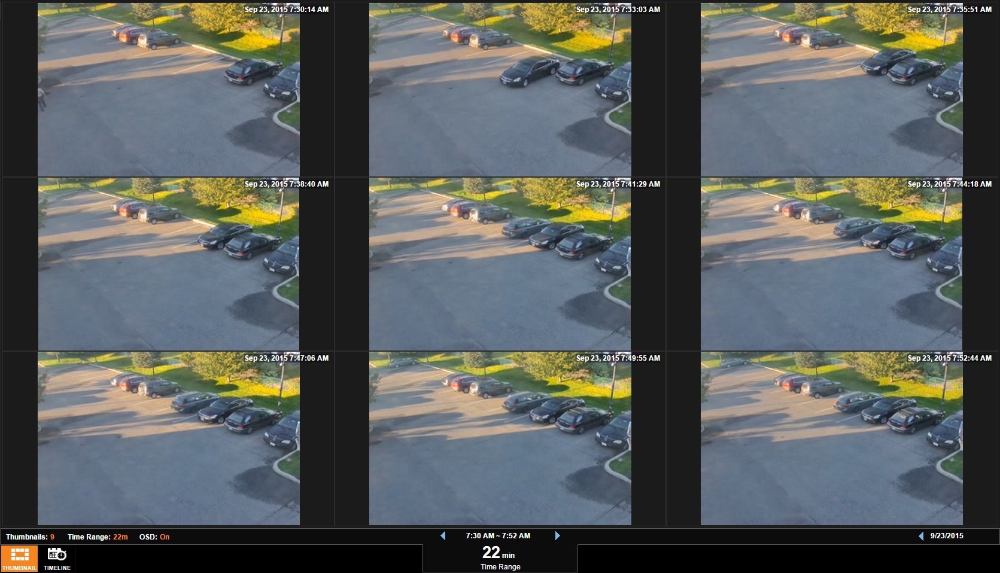 Sep 23, 2015 7:30:14 AM
Sep 23, 2015 7:33:03 AM
Sep 23, 2015 7:35:51 AM
Sep 23, 2015 7:38:40 AM
Sep 23, 2015 7:41:29 AM
Sep 23, 2015 7:44:18 AM
Sep 23, 2015 7:47:06 AM
Sep 23, 2015 7:49:55 AM
Sep 23, 2015 7:52:44 AM
Thumbnails: 9 Time Range: 22m OSD: On
7:30 AM ~ 7:52 AM
9/23/2015
22 min
Time Range
THUMBNAIL TIMELINE